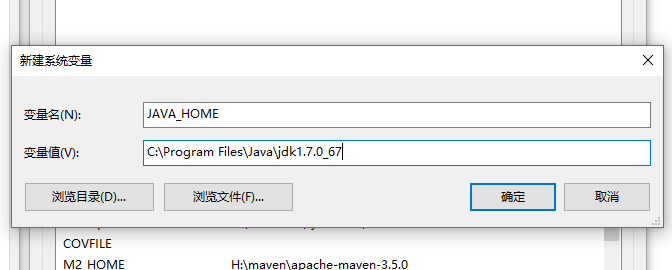 新建系统变量
变量名(N):
JAVA_HOME
变量值(V):
C:\Program Files\Java\jdk1.7.0_67
浏览目录(D)...
浏览文件(F)...
确定
取消
COVFILE
M2_HOME H:\maven\apache-maven-3.5.0